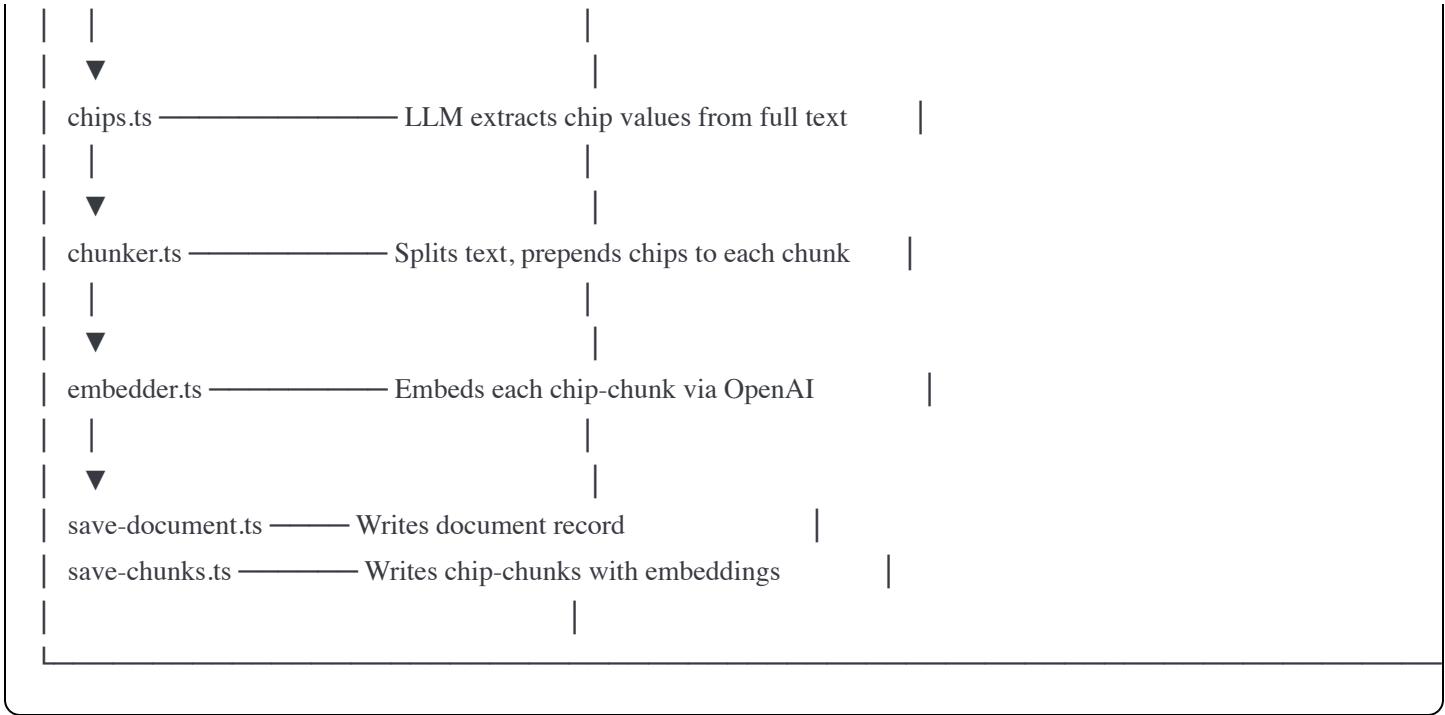 chips.ts ──────────── LLM extracts chip values from full text
chunker.ts ────────── Splits text, prepends chips to each chunk
embedder.ts ───────── Embeds each chip-chunk via OpenAI
save-document.ts ──── Writes document record
save-chunks.ts ────── Writes chip-chunks with embeddings